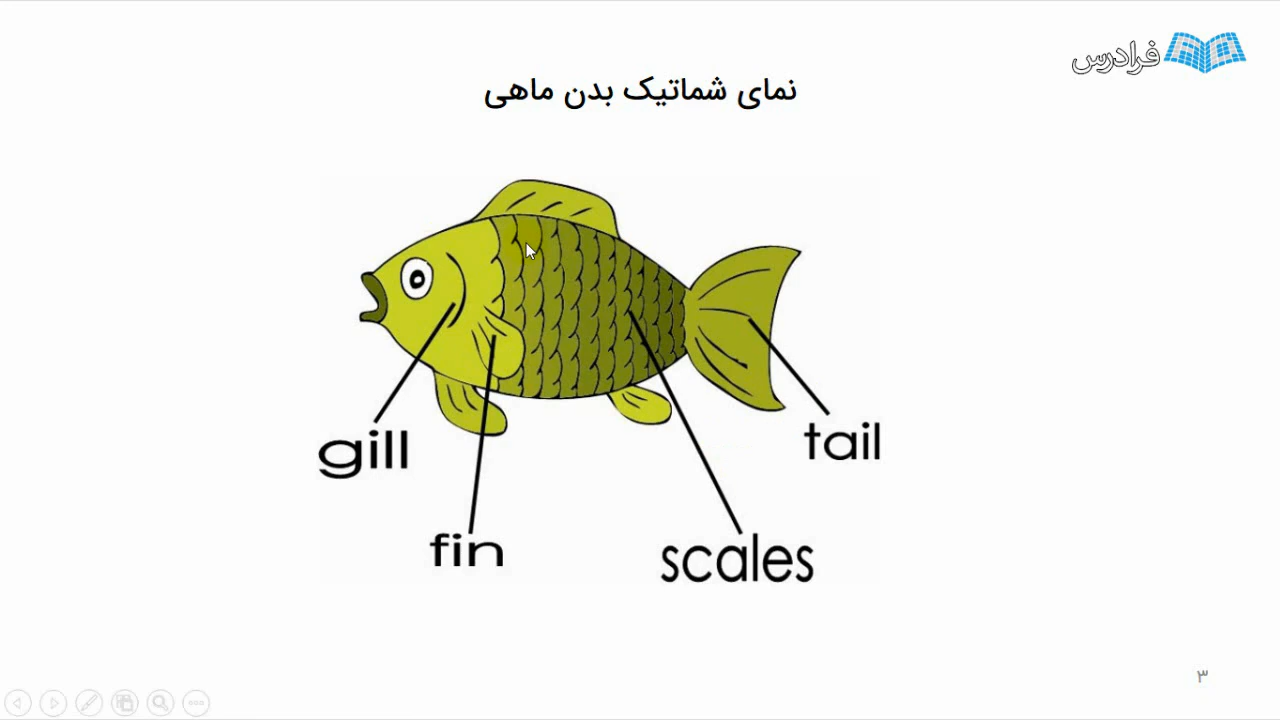 فرادرس
نمای شماتیک بدن ماهی
gill
tail
fin
scales
۳